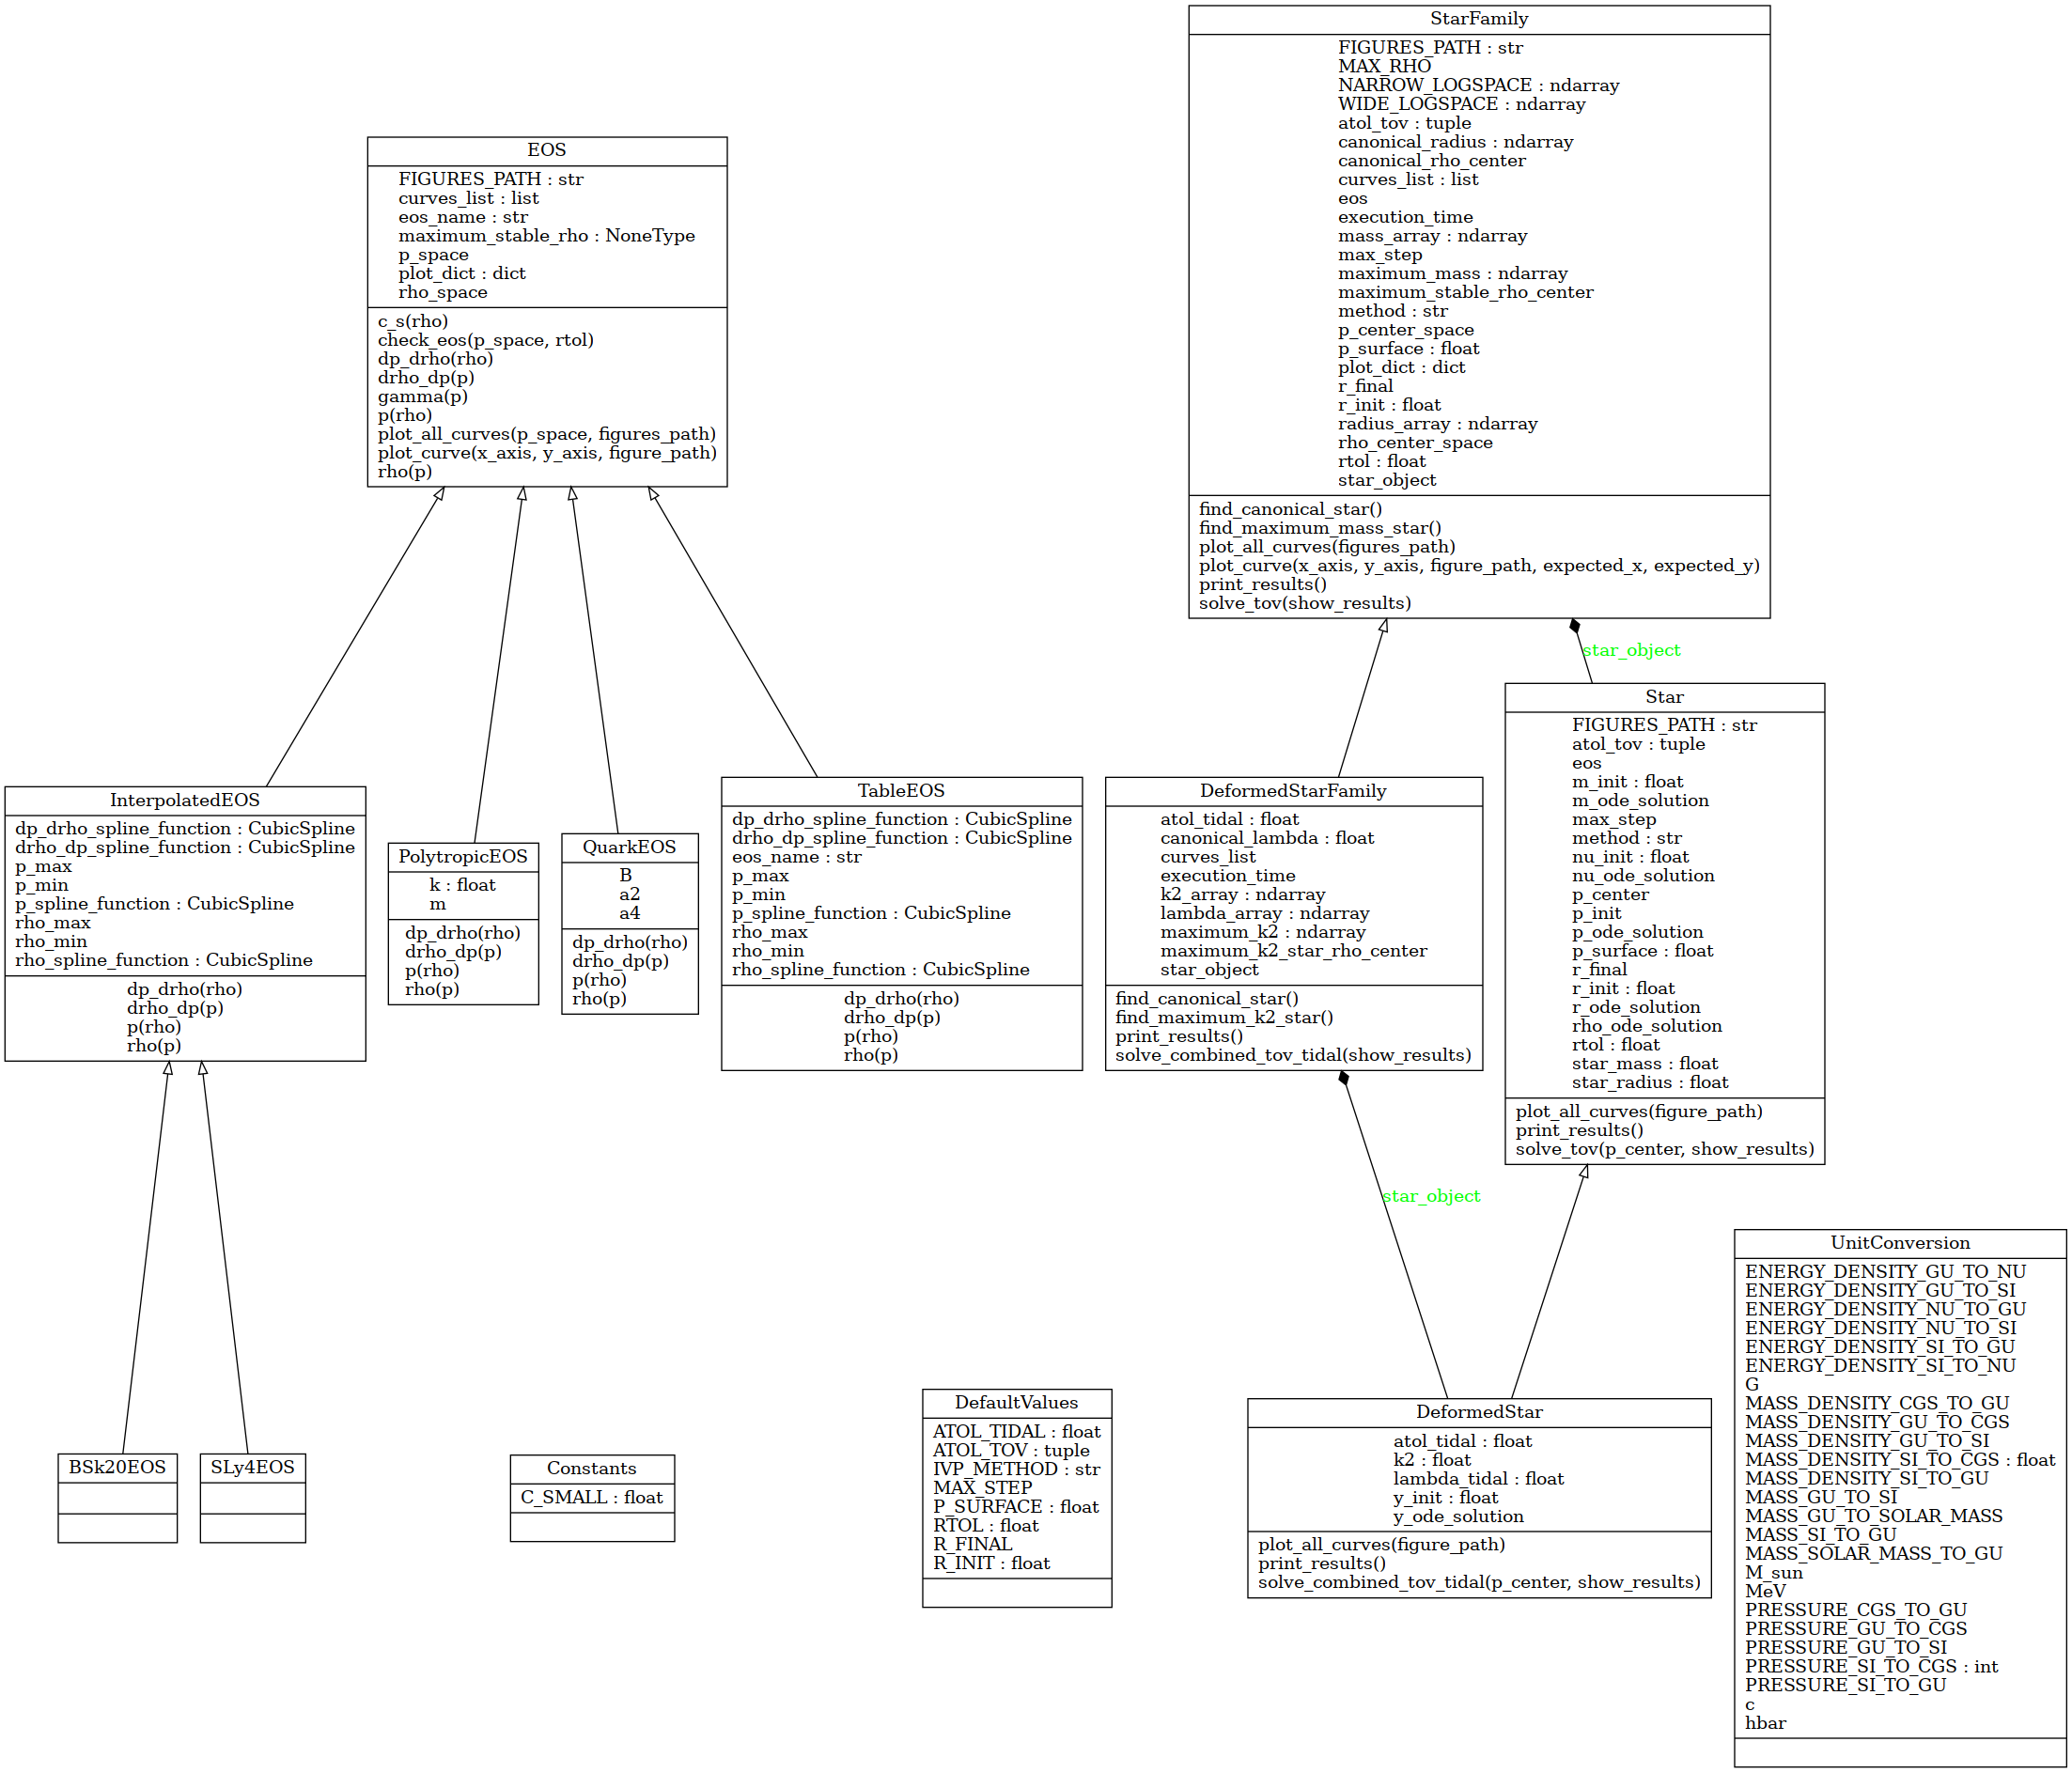 StarFamily
FIGURES_PATH : str
MAX_RHO
NARROW_LOGSPACE : ndarray
WIDE_LOGSPACE : ndarray
atol_tov : tuple
canonical_radius : ndarray
canonical_rho_center
curves_list : list
eos
execution_time
mass_array : ndarray
max_step
maximum_mass : ndarray
maximum_stable_rho_center
method : str
p_center_space
p_surface : float
plot_dict : dict
r_final
r_init : float
radius_array : ndarray
rho_center_space
rtol : float
star_object
find_canonical_star()
find_maximum_mass_star()
plot_all_curves(figures_path)
plot_curve(x_axis, y_axis, figure_path, expected_x, expected_y)
print_results()
solve_tov(show_results)
EOS
FIGURES_PATH : str
curves_list : list
eos_name : str
maximum_stable_rho : NoneType
p_space
plot_dict : dict
rho_space
c_s(rho)
check_eos(p_space, rtol)
dp_drho(rho)
drho_dp(p)
gamma(p)
p(rho)
plot_all_curves(p_space, figures_path)
plot_curve(x_axis, y_axis, figure_path)
rho(p)
star_object
Star
FIGURES_PATH : str
atol_tov : tuple
eos
m_init : float
m_ode_solution
max_step
method : str
nu_init : float
nu_ode_solution
p_center
p_init
p_ode_solution
p_surface : float
r_final
r_init : float
r_ode_solution
rho_ode_solution
rtol : float
star_mass : float
star_radius : float
plot_all_curves(figure_path)
print_results()
solve_tov(p_center, show_results)
InterpolatedEOS
dp_drho_spline_function : CubicSpline
drho_dp_spline_function : CubicSpline
p_max
p_min
p_spline_function : CubicSpline
rho_max
rho_min
rho_spline_function : CubicSpline
dp_drho(rho)
drho_dp(p)
p(rho)
rho(p)
PolytropicEOS
k : float
m
dp_drho(rho)
drho_dp(p)
p(rho)
rho(p)
QuarkEOS
B
a2
a4
dp_drho(rho)
drho_dp(p)
p(rho)
rho(p)
TableEOS
dp_drho_spline_function : CubicSpline
drho_dp_spline_function : CubicSpline
eos_name : str
p_max
p_min
p_spline_function : CubicSpline
rho_max
rho_min
rho_spline_function : CubicSpline
dp_drho(rho)
drho_dp(p)
p(rho)
rho(p)
DeformedStarFamily
atol_tidal : float
canonical_lambda : float
curves_list
execution_time
k2_array : ndarray
lambda_array : ndarray
maximum_k2 : ndarray
maximum_k2_star_rho_center
star_object
find_canonical_star()
find_maximum_k2_star()
print_results()
solve_combined_tov_tidal(show_results)
star_object
BSk20EOS
SLy4EOS
Constants
C_SMALL : float
DefaultValues
ATOL_TIDAL : float
ATOL_TOV : tuple
IVP_METHOD : str
MAX_STEP
P_SURFACE : float
RTOL : float
R_FINAL
R_INIT : float
DeformedStar
atol_tidal : float
k2 : float
lambda_tidal : float
y_init : float
y_ode_solution
plot_all_curves(figure_path)
print_results()
solve_combined_tov_tidal(p_center, show_results)
UnitConversion
ENERGY_DENSITY_GU_TO_NU
ENERGY_DENSITY_GU_TO_SI
ENERGY_DENSITY_NU_TO_GU
ENERGY_DENSITY_NU_TO_SI
ENERGY_DENSITY_SI_TO_GU
ENERGY_DENSITY_SI_TO_NU
G
MASS_DENSITY_CGS_TO_GU
MASS_DENSITY_GU_TO_CGS
MASS_DENSITY_GU_TO_SI
MASS_DENSITY_SI_TO_CGS : float
MASS_DENSITY_SI_TO_GU
MASS_GU_TO_SI
MASS_GU_TO_SOLAR_MASS
MASS_SI_TO_GU
MASS_SOLAR_MASS_TO_GU
M_sun
MeV
PRESSURE_CGS_TO_GU
PRESSURE_GU_TO_CGS
PRESSURE_GU_TO_SI
PRESSURE_SI_TO_CGS : int
PRESSURE_SI_TO_GU
c
hbar